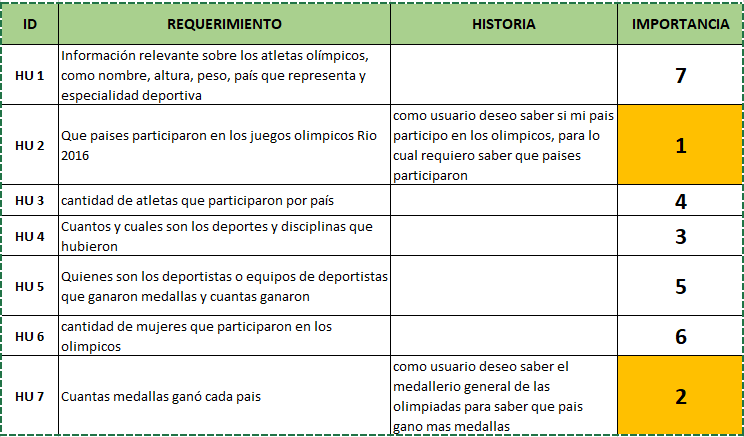 ID REQUERIMIENTO HISTORIA IMPORTANCIA
HU 1
Información relevante sobre los atletas olímpicos,
como nombre, altura, peso, país que representa y
especialidad deportiva
7
HU 2
Que paises participaron en los juegos olimpicos Rio
2016
como usuario deseo saber si mi pais
participo en los olimpicos, para lo
cual requiero saber que paises
participaron
1
HU 3
cantidad de atletas que participaron por país
4
HU 4
Cuantos y cuales son los deportes y disciplinas que
hubieron
3
HU 5
Quienes son los deportistas o equipos de deportistas
que ganaron medallas y cuantas ganaron
5
HU 6
cantidad de mujeres que participaron en los
olimpicos
6
HU 7
Cuantas medallas ganó cada pais
como usuario deseo saber el
medallerio general de las
olimpiadas para saber que pais
gano mas medallas
2